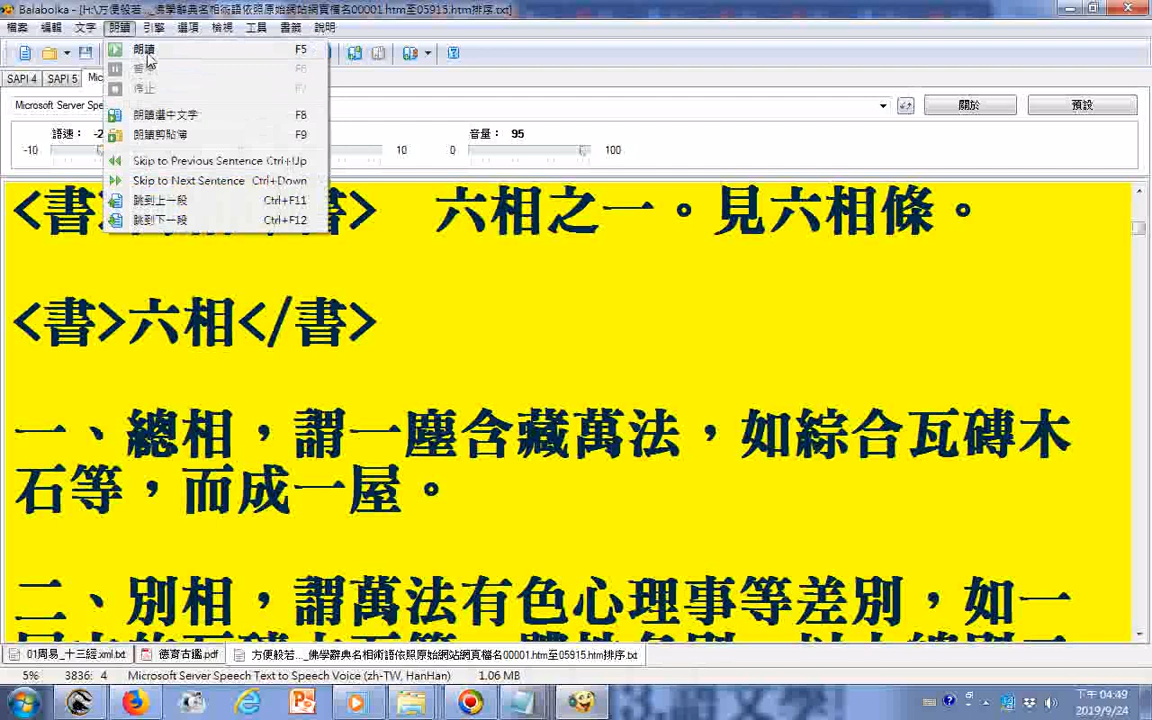 Balabolka - [H:\方便般若..._佛學辭典名相術語依照原始網站網頁檔名00001.htm至05915.htm排序.txt]
檔案 編輯 文字 朗讀 引擎 選項 檢視 工具 書籤 說明
朗讀 F5
F6
停止 F7
朗讀選中文字 F8
朗讀剪貼簿 F9
Skip to Previous Sentence Ctrl+Up
Skip to Next Sentence Ctrl+Down
跳到上一段 Ctrl+F11
跳到下一段 Ctrl+F12
SAPI 4 SAPI 5 Mic
Microsoft Server Spe 關於 預設
語速： -2 音量： 95
-10 10 0 100
<書 書> 六相之一。見六相條。
<書>六相</書>
一、總相，謂一塵含藏萬法，如綜合瓦磚木
石等，而成一屋。
二、別相，謂萬法有色心理事等差別，如一
01周易_十三經.xml.txt 德育古鑑.pdf 方便般若..._佛學辭典名相術語依照原始網站網頁檔名00001.htm至05915.htm排序.txt
5% 3836: 4 Microsoft Server Speech Text to Speech Voice (zh-TW, HanHan) 1.06 MB
下午 04:49
2019/9/24